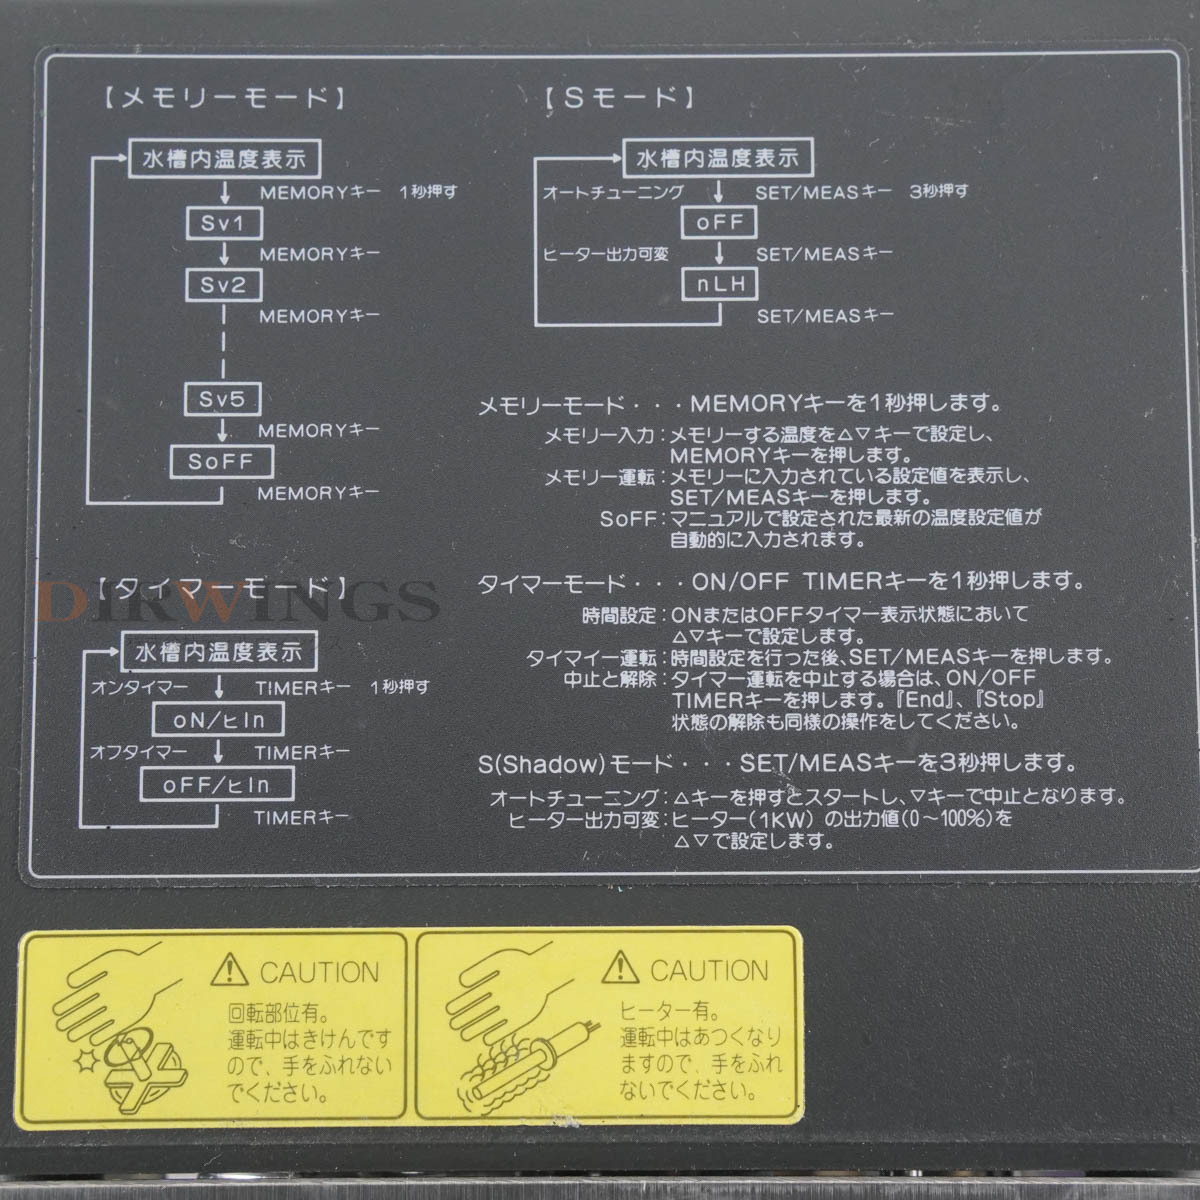 【メモリーモード】
水槽内温度表示
MEMORYキー 1秒押す
Sv1
MEMORYキー
Sv2
MEMORYキー
Sv5
MEMORYキー
SoFF
MEMORYキー
【Sモード】
水槽内温度表示
オートチューニング SET/MEASキー 3秒押す
oFF
ヒーター出力可変 SET/MEASキー
nLH
SET/MEASキー
メモリーモード・・・MEMORYキーを1秒押します。
メモリー入力:メモリーする温度を△▽キーで設定し、
MEMORYキーを押します。
メモリー運転:メモリーに入力されている設定値を表示し、
SET/MEASキーを押します。
SoFF:マニュアルで設定された最新の温度設定値が
自動的に入力されます。
【タイマーモード】
DIRWINGS
水槽内温度表示
オンタイマー TIMERキー 1秒押す
oN/ヒIn
オフタイマー TIMERキー
oFF/ヒIn
TIMERキー
タイマーモード・・・ON/OFF TIMERキーを1秒押します。
時間設定:ONまたはOFFタイマー表示状態において
△▽キーで設定します。
タイマイー運転:時間設定を行った後、SET/MEASキーを押します。
中止と解除:タイマー運転を中止する場合は、ON/OFF
TIMERキーを押します。『End』、『Stop』
状態の解除も同様の操作をしてください。
S(Shadow)モード・・・SET/MEASキーを3秒押します。
オートチューニング:△キーを押すとスタートし、▽キーで中止となります。
ヒーター出力可変:ヒーター(1KW)の出力値(0～100%)を
△▽で設定します。
CAUTION
回転部位有。
運転中はきけんです
ので、手をふれない
でください。
CAUTION
ヒーター有。
運転中はあつくなり
ますので、手をふれ
ないでください。